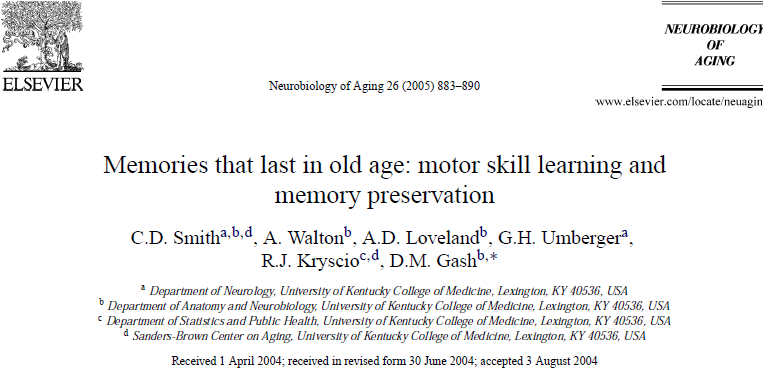 ELSEVIER
Neurobiology of Aging 26 (2005) 883–890
NEUROBIOLOGY
OF
AGING
www.elsevier.com/locate/neuagin
Memories that last in old age: motor skill learning and
memory preservation
C.D. Smitha,b,d, A. Waltonb, A.D. Lovelandb, G.H. Umbergera,
R.J. Kryscioc,d, D.M. Gashb,*
a Department of Neurology, University of Kentucky College of Medicine, Lexington, KY 40536, USA
b Department of Anatomy and Neurobiology, University of Kentucky College of Medicine, Lexington, KY 40536, USA
c Department of Statistics and Public Health, University of Kentucky College of Medicine, Lexington, KY 40536, USA
d Sanders-Brown Center on Aging, University of Kentucky College of Medicine, Lexington, KY 40536, USA
Received 1 April 2004; received in revised form 30 June 2004; accepted 3 August 2004